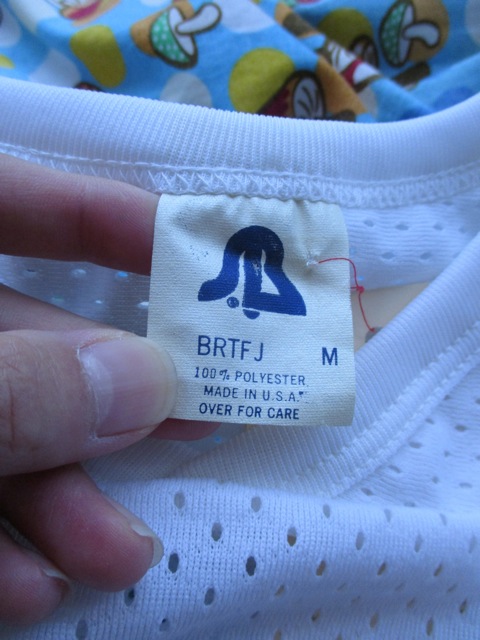 BRTFJ M
100% POLYESTER
MADE IN U.S.A.
OVER FOR CARE